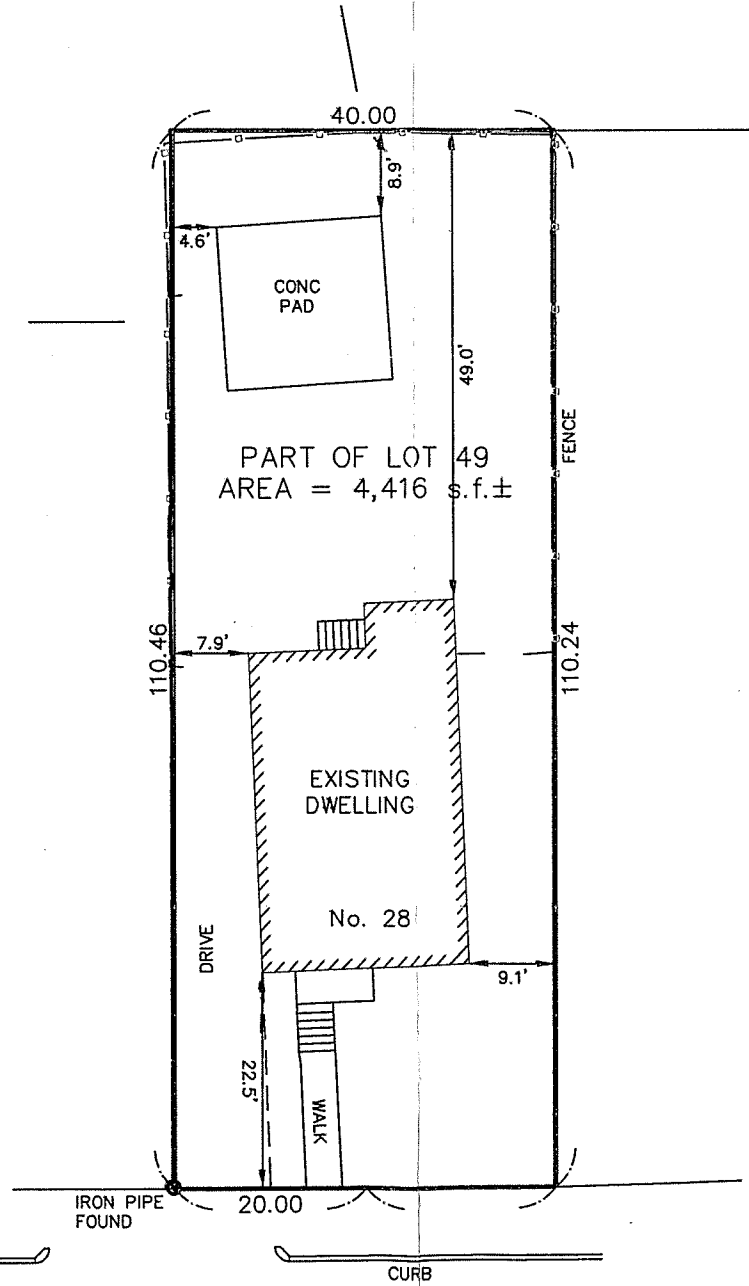 40.00
8.9'
4.6'
CONC
PAD
49.0'
FENCE
PART OF LOT 49
AREA = 4,416 s.f.±
7.9'
110.46
110.24
EXISTING
DWELLING
No. 28
DRIVE
9.1'
22.5'
WALK
IRON PIPE
FOUND
20.00
CURB